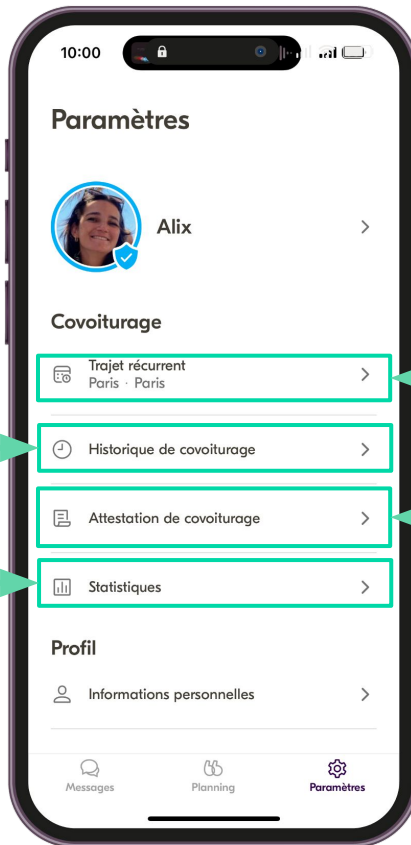 10:00
Paramètres
Alix
Covoiturage
Trajet récurrent
Paris · Paris
Historique de covoiturage
Attestation de covoiturage
Statistiques
Profil
Informations personnelles
Messages
Planning
Paramètres